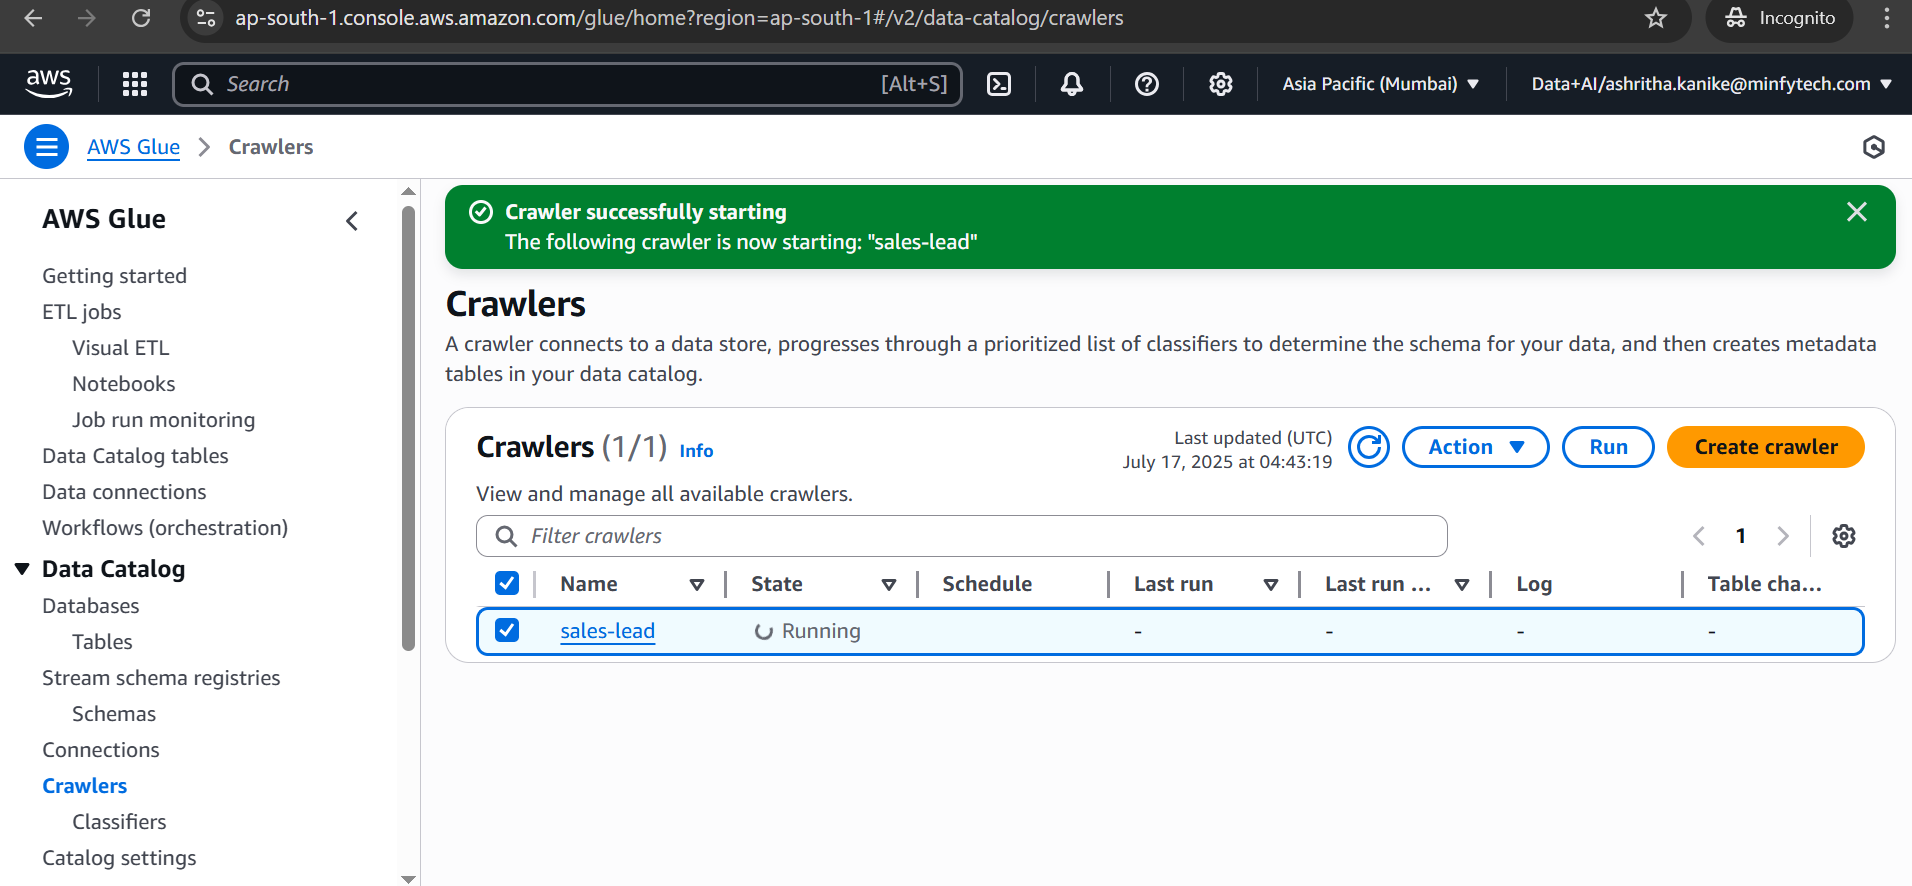 ap-south-1.console.aws.amazon.com/glue/home?region=ap-south-1#/v2/data-catalog/crawlers
Incognito
aws
Search
[Alt+S]
Asia Pacific (Mumbai)
Data+AI/ashritha.kanike@minfytech.com
AWS Glue
Crawlers
AWS Glue
Getting started
ETL jobs
Visual ETL
Notebooks
Job run monitoring
Data Catalog tables
Data connections
Workflows (orchestration)
Data Catalog
Databases
Tables
Stream schema registries
Schemas
Connections
Crawlers
Classifiers
Catalog settings
Crawler successfully starting
The following crawler is now starting: "sales-lead"
Crawlers
A crawler connects to a data store, progresses through a prioritized list of classifiers to determine the schema for your data, and then creates metadata
tables in your data catalog.
Crawlers (1/1) Info
Last updated (UTC)
July 17, 2025 at 04:43:19
Action
Run
Create crawler
View and manage all available crawlers.
Filter crawlers
1
Name State Schedule Last run Last run ... Log Table cha...
sales-lead Running - - - -